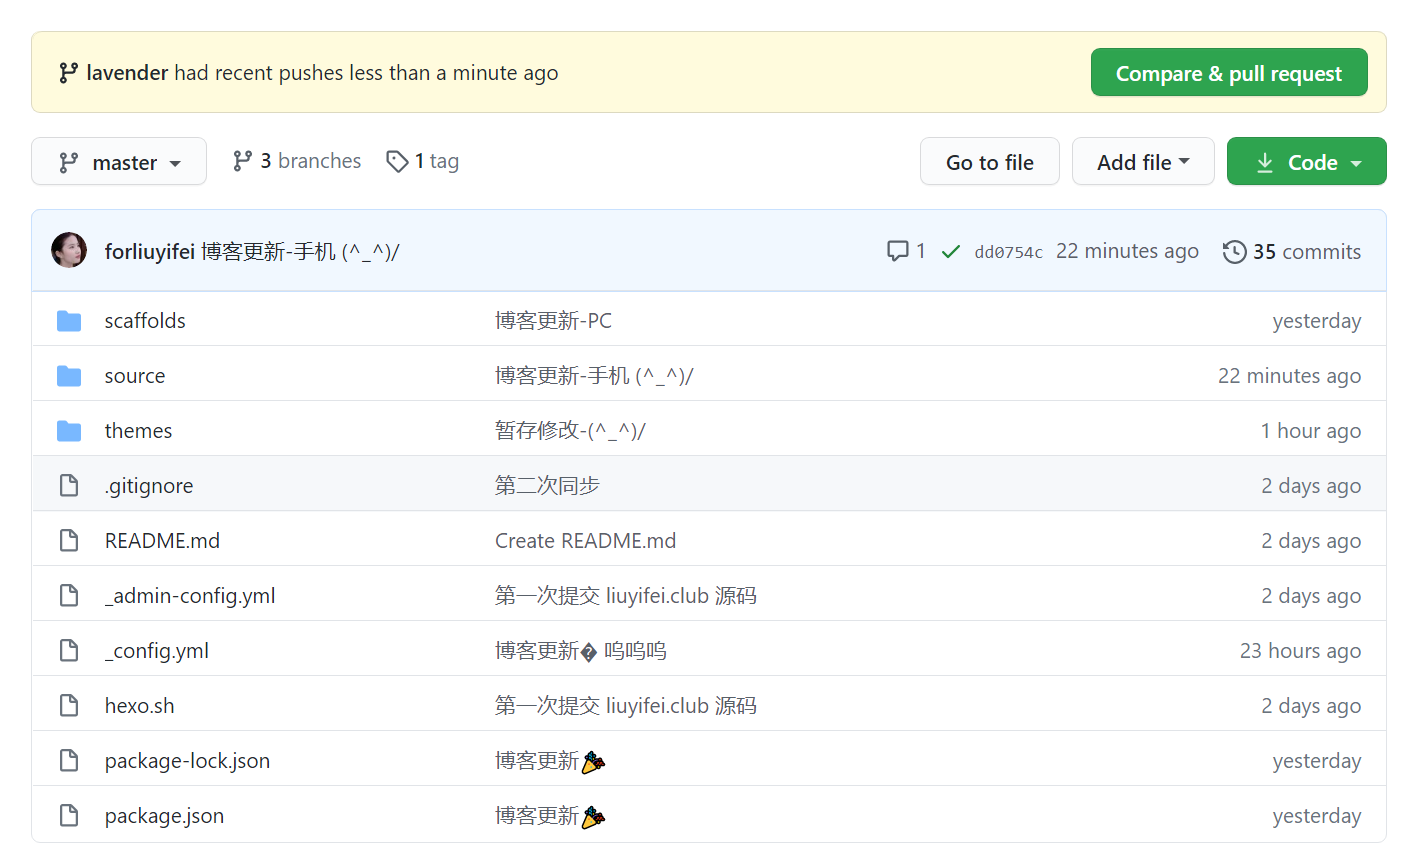 lavender had recent pushes less than a minute ago
Compare & pull request
master 3 branches 1 tag Go to file Add file Code
forliuyifei 博客更新-手机 (^_^)/ 1 dd0754c 22 minutes ago 35 commits
scaffolds 博客更新-PC yesterday
source 博客更新-手机 (^_^)/ 22 minutes ago
themes 暂存修改-(^_^)/ 1 hour ago
.gitignore 第二次同步 2 days ago
README.md Create README.md 2 days ago
_admin-config.yml 第一次提交 liuyifei.club 源码 2 days ago
_config.yml 博客更新� 呜呜呜 23 hours ago
hexo.sh 第一次提交 liuyifei.club 源码 2 days ago
package-lock.json 博客更新🎉 yesterday
package.json 博客更新🎉 yesterday